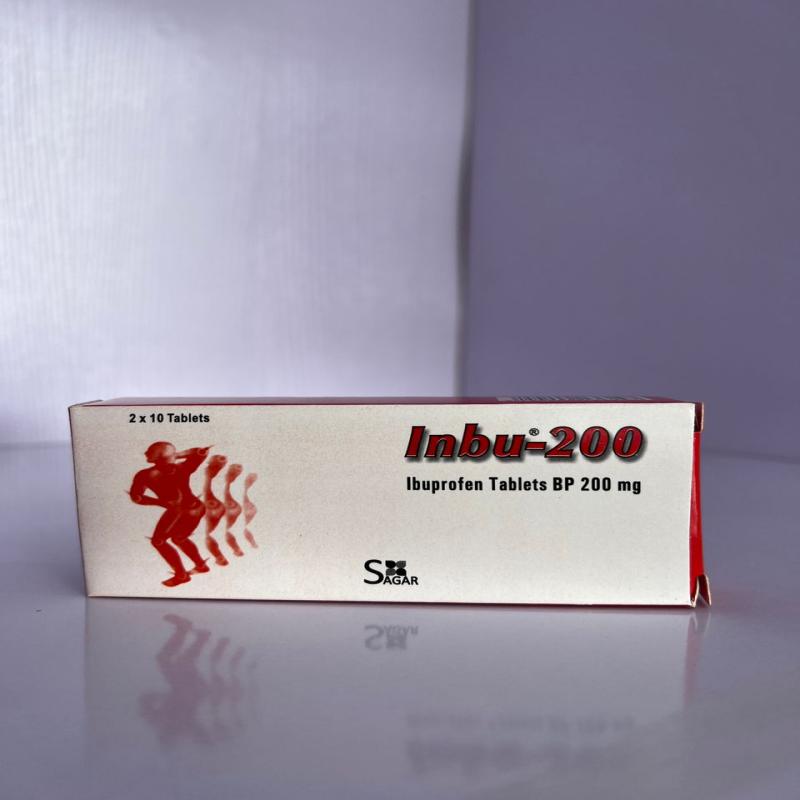 2 x 10 Tablets
Inbu®-200
Ibuprofen Tablets BP 200 mg
SAGAR